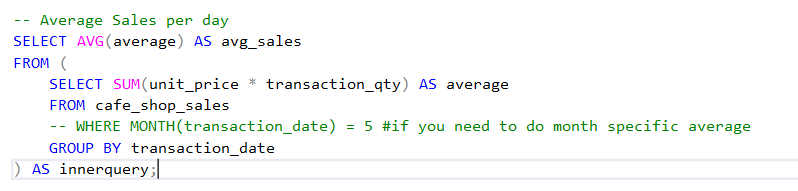 -- Average Sales per day
SELECT AVG(average) AS avg_sales
FROM (
    SELECT SUM(unit_price * transaction_qty) AS average
    FROM cafe_shop_sales
    -- WHERE MONTH(transaction_date) = 5 #if you need to do month specific average
    GROUP BY transaction_date
) AS innerquery;